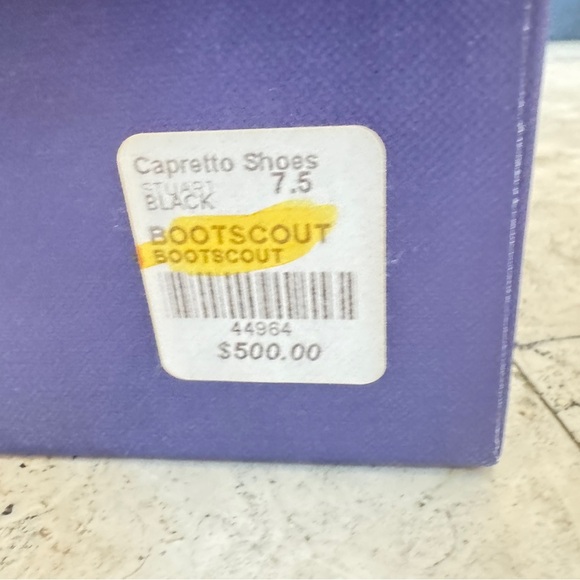 Capretto Shoes
STUART 7.5
BLACK
BOOTSCOUT
BOOTSCOUT
44964
$500.00